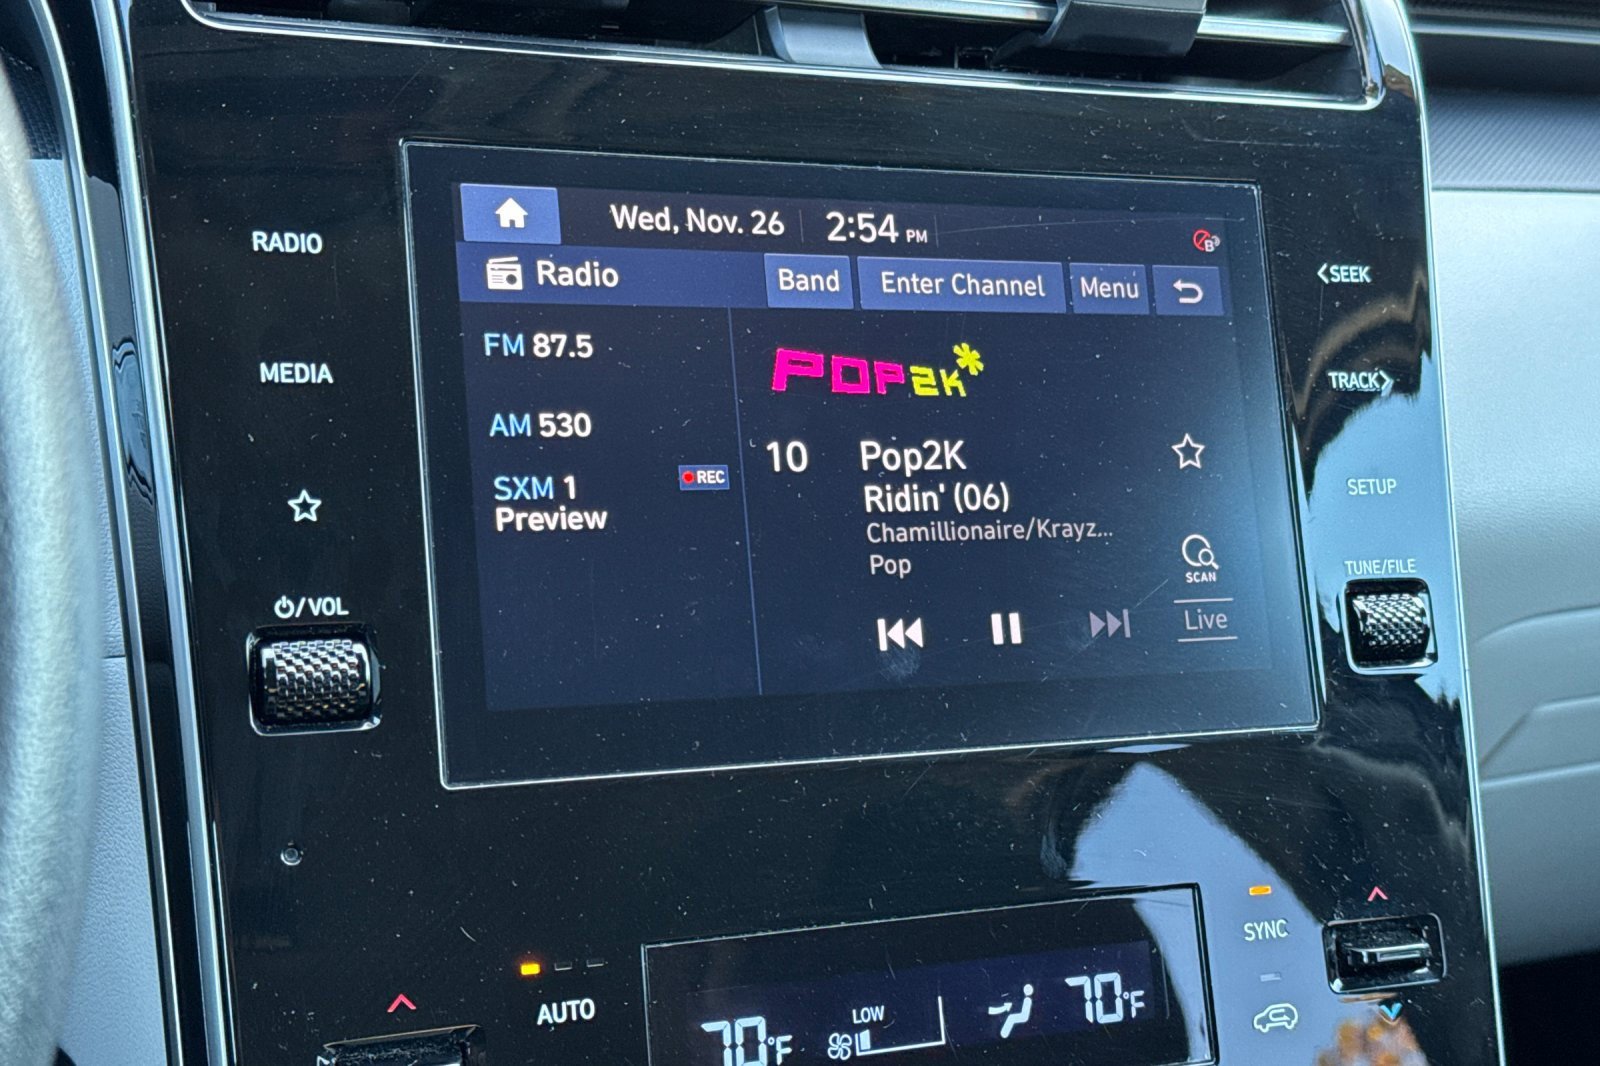 Wed, Nov. 26 2:54 PM
B
RADIO
Radio
Band
Enter Channel
Menu
<SEEK
FM 87.5
POP2K*
MEDIA
TRACK>
AM 530
10 Pop2K
SXM 1
REC
Ridin' (06)
SETUP
Preview
Chamillionaire/Krayz...
Pop
SCAN
TUNE/FILE
/VOL
Live
SYNC
AUTO
LOW
70°F
70°F